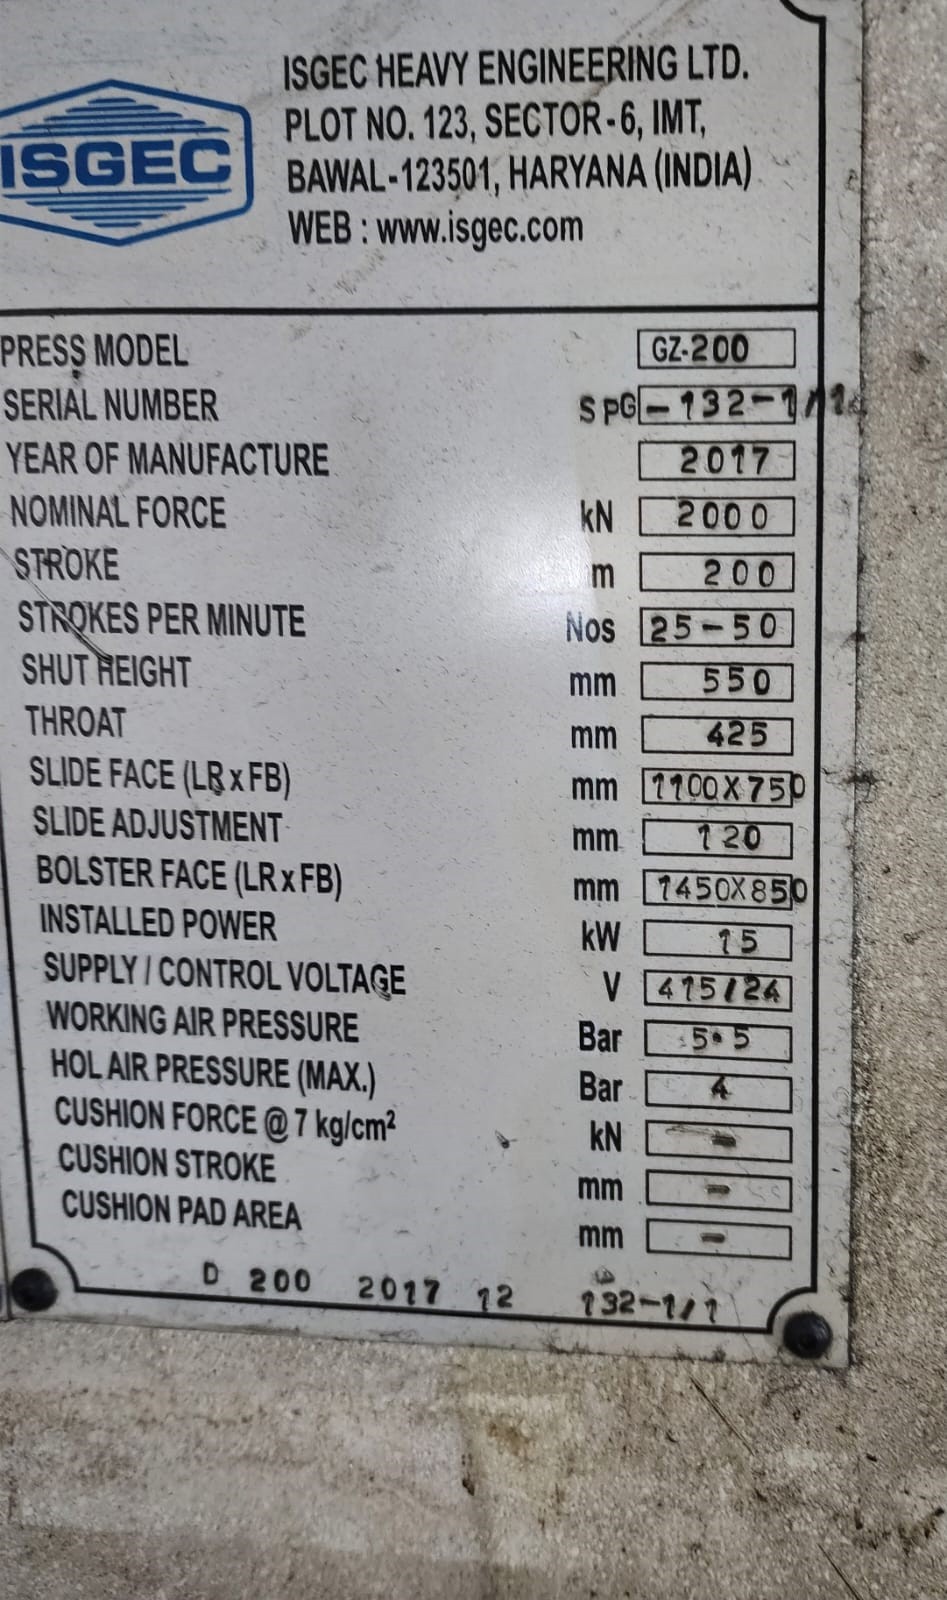 ISGEC
ISGEC HEAVY ENGINEERING LTD.
PLOT NO. 123, SECTOR-6, IMT,
BAWAL-123501, HARYANA (INDIA)
WEB : www.isgec.com
PRESS MODEL GZ-200
SERIAL NUMBER SPG-132-1/1
YEAR OF MANUFACTURE 2017
NOMINAL FORCE kN 2000
STROKE m 200
STROKES PER MINUTE Nos 25-50
SHUT HEIGHT mm 550
THROAT mm 425
SLIDE FACE (LR x FB) mm 1100X750
SLIDE ADJUSTMENT mm 120
BOLSTER FACE (LR x FB) mm 1450X850
INSTALLED POWER kW 15
SUPPLY / CONTROL VOLTAGE V 415/24
WORKING AIR PRESSURE Bar 5.5
HOL AIR PRESSURE (MAX.) Bar 4
CUSHION FORCE @ 7 kg/cm² kN -
CUSHION STROKE mm -
CUSHION PAD AREA mm -
D 200 2017 12 132-1/1